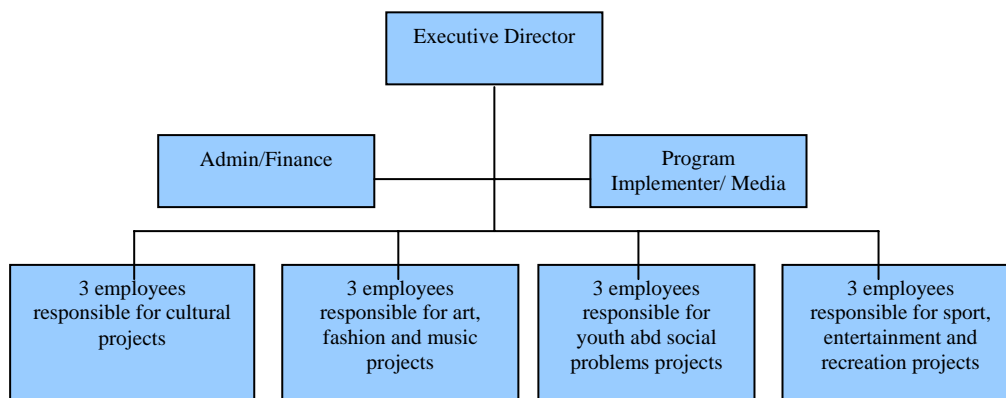 Executive Director
Admin/Finance
Program
Implementer/ Media
3 employees
responsible for cultural
projects
3 employees
responsible for art,
fashion and music
projects
3 employees
responsible for
youth abd social
problems projects
3 employees
responsible for sport,
entertainment and
recreation projects